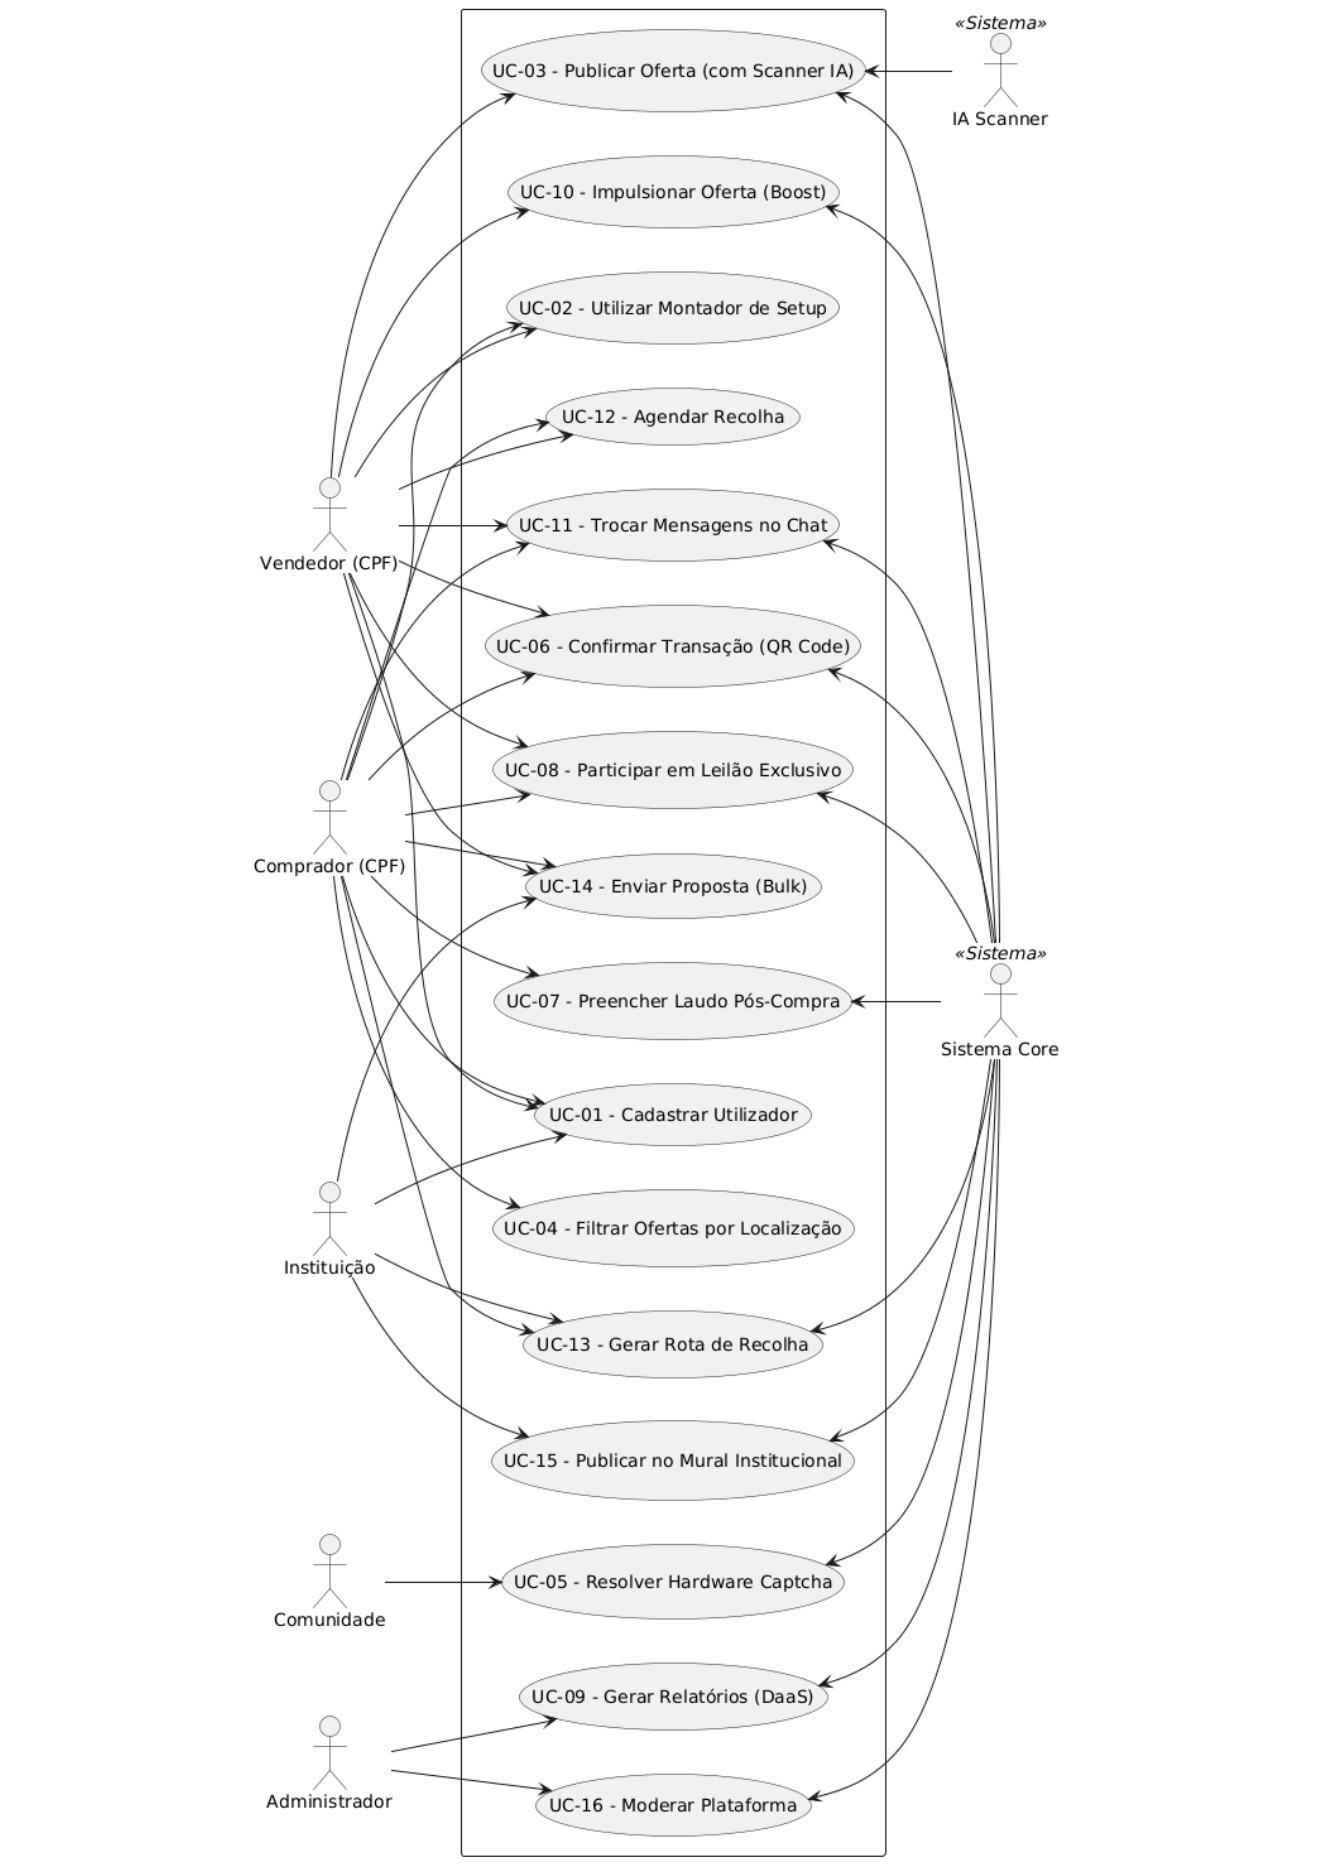 «Sistema»
UC-03 - Publicar Oferta (com Scanner IA)
IA Scanner
UC-10 - Impulsionar Oferta (Boost)
UC-02 - Utilizar Montador de Setup
UC-12 - Agendar Recolha
UC-11 - Trocar Mensagens no Chat
Vendedor (CPF)
UC-06 - Confirmar Transação (QR Code)
UC-08 - Participar em Leilão Exclusivo
Comprador (CPF)
UC-14 - Enviar Proposta (Bulk)
«Sistema»
UC-07 - Preencher Laudo Pós-Compra
Sistema Core
UC-01 - Cadastrar Utilizador
UC-04 - Filtrar Ofertas por Localização
Instituição
UC-13 - Gerar Rota de Recolha
UC-15 - Publicar no Mural Institucional
UC-05 - Resolver Hardware Captcha
Comunidade
UC-09 - Gerar Relatórios (DaaS)
Administrador
UC-16 - Moderar Plataforma